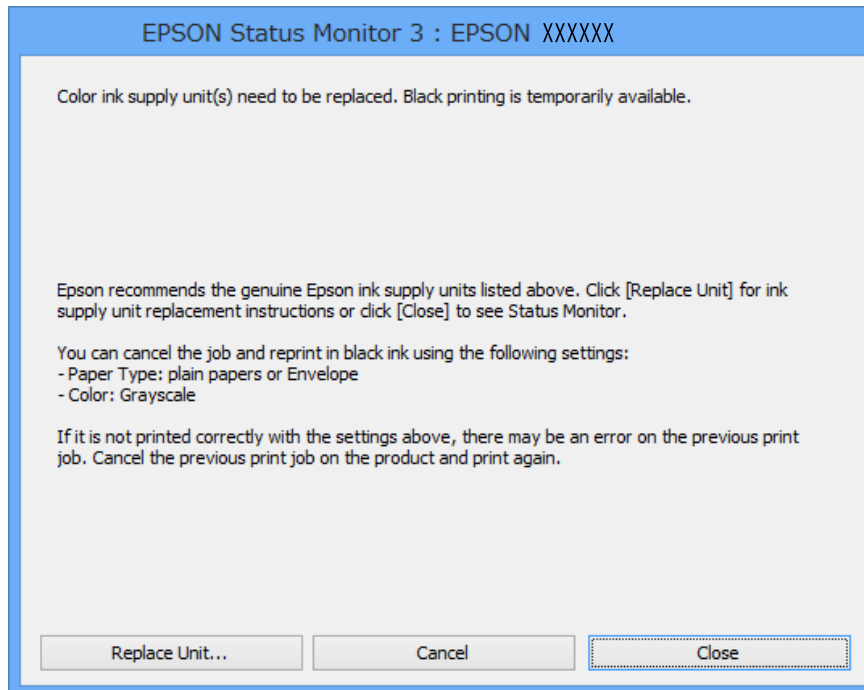 EPSON Status Monitor 3 : EPSON XXXXXX
Color ink supply unit(s) need to be replaced. Black printing is temporarily available.
Epson recommends the genuine Epson ink supply units listed above. Click [Replace Unit] for ink
supply unit replacement instructions or click [Close] to see Status Monitor.
You can cancel the job and reprint in black ink using the following settings:
- Paper Type: plain papers or Envelope
- Color: Grayscale
If it is not printed correctly with the settings above, there may be an error on the previous print
job. Cancel the previous print job on the product and print again.
Replace Unit...
Cancel
Close